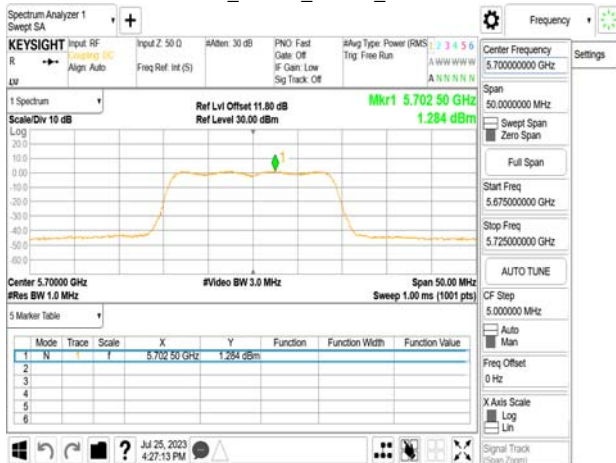 Spectrum Analyzer 1
Swept SA
+
Frequency
KEYSIGHT
Input: RF
Coupling: DC
Align: Auto
Input Z: 50 Ω
Freq Ref: Int (S)
#Atten: 30 dB
PNO: Fast
Gate: Off
IF Gain: Low
Sig Track: Off
#Avg Type: Power (RMS)
Trig: Free Run
1 2 3 4 5 6
A W W W W W
A N N N N N
R
LV
1 Spectrum
Scale/Div 10 dB
Ref Lvl Offset 11.80 dB
Ref Level 30.00 dBm
Mkr1 5.702 50 GHz
1.284 dBm
Log
20.0
10.0
0.00
-10.0
-20.0
-30.0
-40.0
-50.0
-60.0
1
Center 5.70000 GHz
#Res BW 1.0 MHz
#Video BW 3.0 MHz
Span 50.00 MHz
Sweep 1.00 ms (1001 pts)
5 Marker Table
Mode Trace Scale X Y Function Function Width Function Value
1 N 1 f 5.702 50 GHz 1.284 dBm
2
3
4
5
6
Jul 25, 2023
4:27:13 PM
Center Frequency
5.700000000 GHz
Settings
Span
50.0000000 MHz
Swept Span
Zero Span
Full Span
Start Freq
5.675000000 GHz
Stop Freq
5.725000000 GHz
AUTO TUNE
CF Step
5.000000 MHz
Auto
Man
Freq Offset
0 Hz
X Axis Scale
Log
Lin
Signal Track
(Span Zoom)